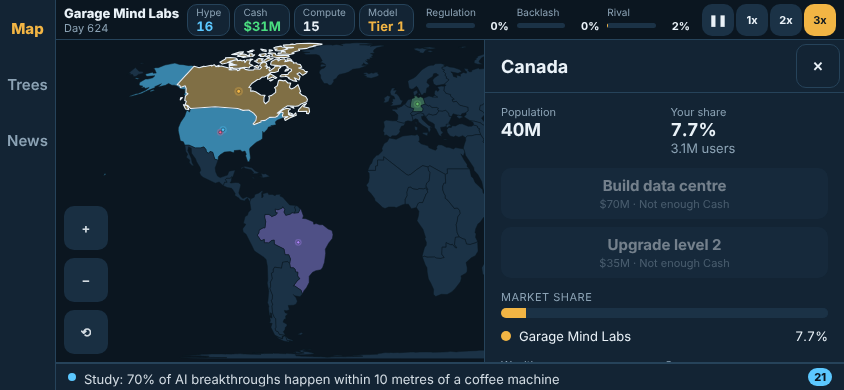 Map
Trees
News
Garage Mind Labs
Day 624
Hype
16
Cash
$31M
Compute
15
Model
Tier 1
Regulation
0%
Backlash
0%
Rival
2%
1x
2x
3x
Canada
×
Population
40M
Your share
7.7%
3.1M users
Build data centre
$70M · Not enough Cash
Upgrade level 2
$35M · Not enough Cash
MARKET SHARE
Garage Mind Labs 7.7%
+
−
Study: 70% of AI breakthroughs happen within 10 metres of a coffee machine
21